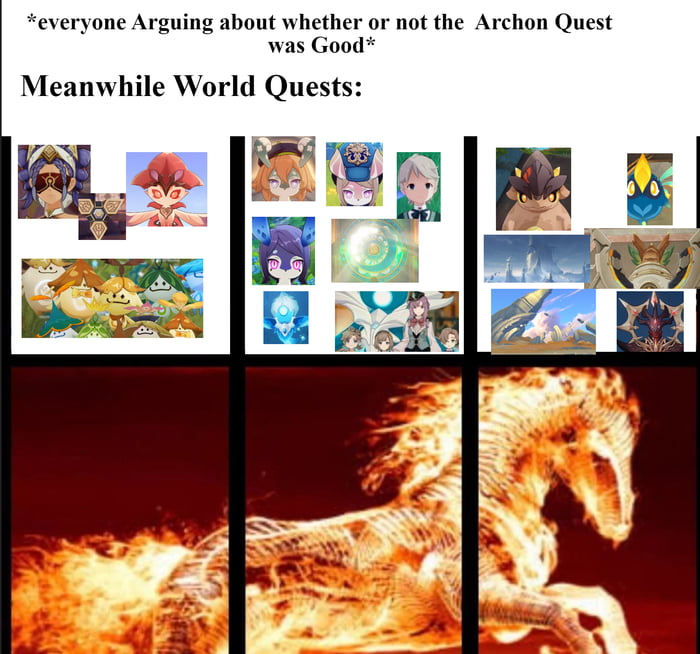 *everyone Arguing about whether or not the Archon Quest
was Good*
Meanwhile World Quests: